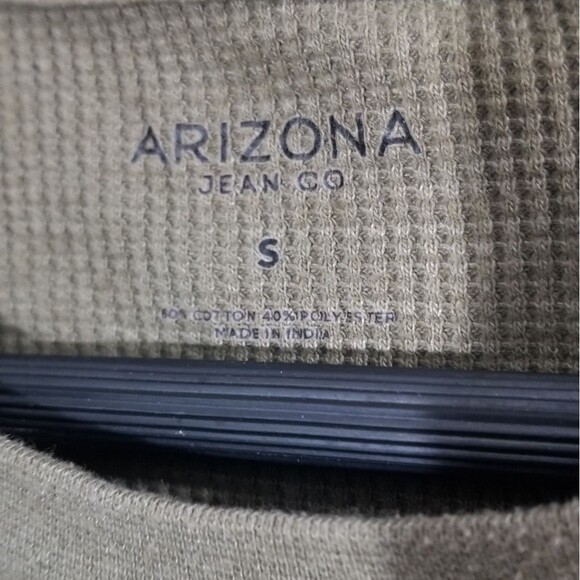 ARIZONA
JEAN CO
S
60% COTTON 40% POLYESTER
MADE IN INDIA